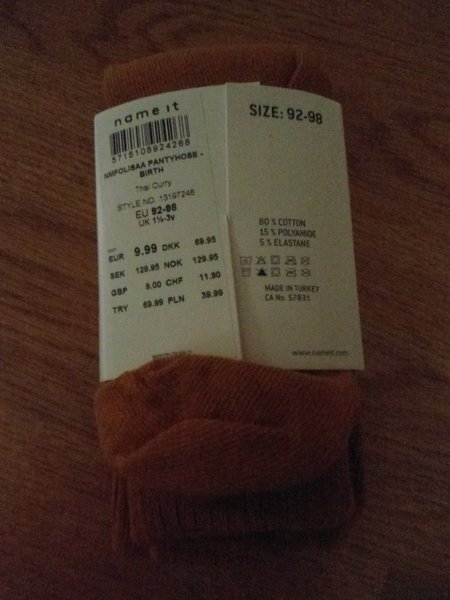 name it
5715108924268
NMFOLISAA PANTYHOSE -
BIRTH
Thai Curry
STYLE NO. 13197246
EU 92-98
UK 1½-3y
EUR 9.99 DKK 69.95
SEK 129.95 NOK 129.95
GBP 9.00 CHF 11.90
TRY 69.99 PLN 39.99
SIZE: 92-98
80 % COTTON
15 % POLYAMIDE
5 % ELASTANE
MADE IN TURKEY
CA No. 57831
www.nameit.com